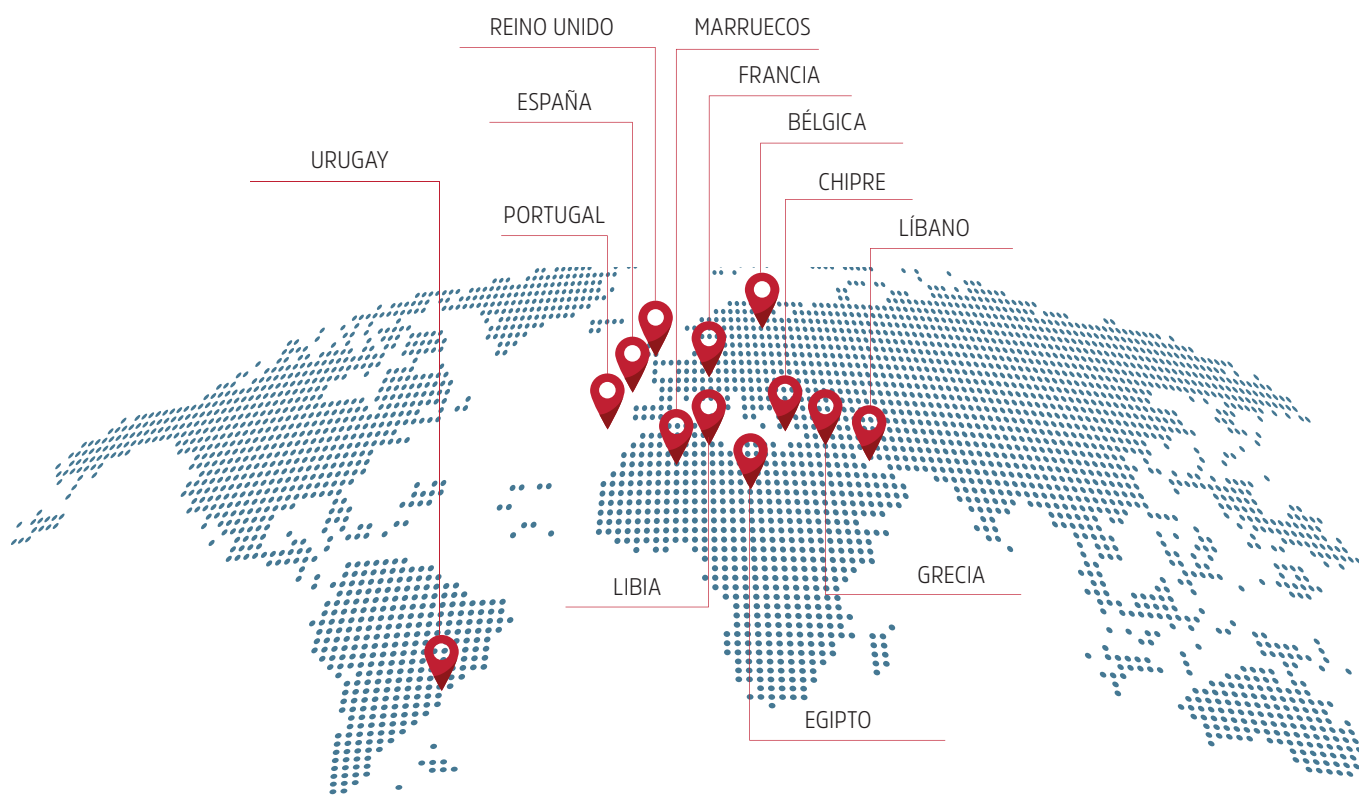 REINO UNIDO
MARRUECOS
FRANCIA
ESPAÑA
BÉLGICA
URUGAY
CHIPRE
PORTUGAL
LÍBANO
GRECIA
LIBIA
EGIPTO